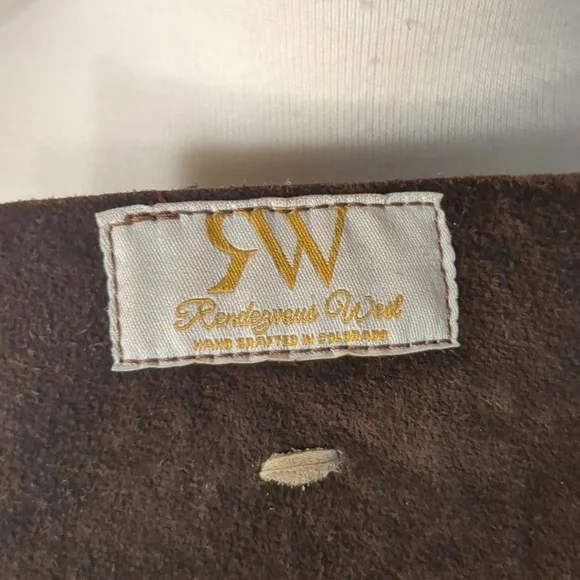 RW
Rendezvous West
HAND CRAFTED IN COLORADO